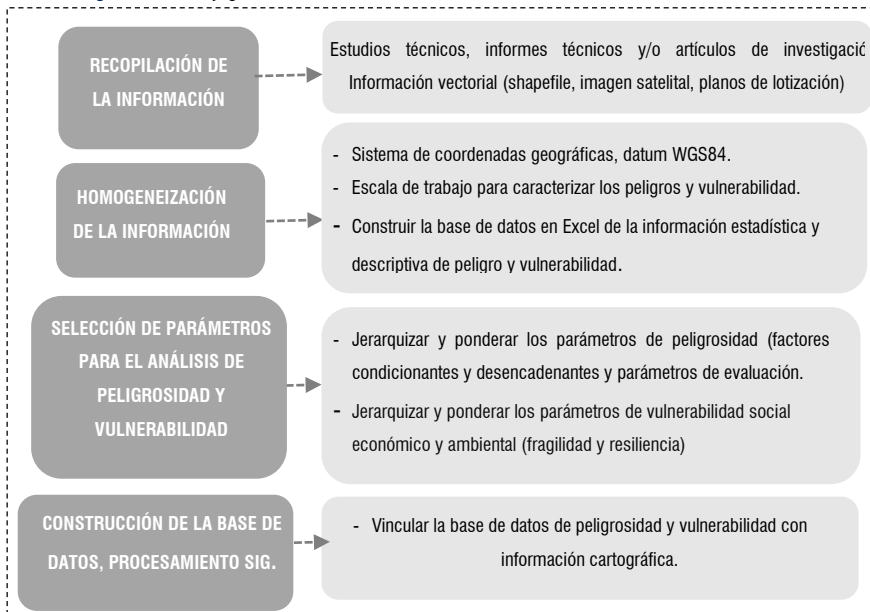 RECOPILACIÓN DE
LA INFORMACIÓN
Estudios técnicos, informes técnicos y/o artículos de investigació
Información vectorial (shapefile, imagen satelital, planos de lotización)
HOMOGENEIZACIÓN
DE LA INFORMACIÓN
- Sistema de coordenadas geográficas, datum WGS84.
- Escala de trabajo para caracterizar los peligros y vulnerabilidad.
- Construir la base de datos en Excel de la información estadística y
descriptiva de peligro y vulnerabilidad.
SELECCIÓN DE PARÁMETROS
PARA EL ANÁLISIS DE
PELIGROSIDAD Y
VULNERABILIDAD
- Jerarquizar y ponderar los parámetros de peligrosidad (factores
condicionantes y desencadenantes y parámetros de evaluación.
- Jerarquizar y ponderar los parámetros de vulnerabilidad social
económico y ambiental (fragilidad y resiliencia)
CONSTRUCCIÓN DE LA BASE DE
DATOS, PROCESAMIENTO SIG.
- Vincular la base de datos de peligrosidad y vulnerabilidad con
información cartográfica.